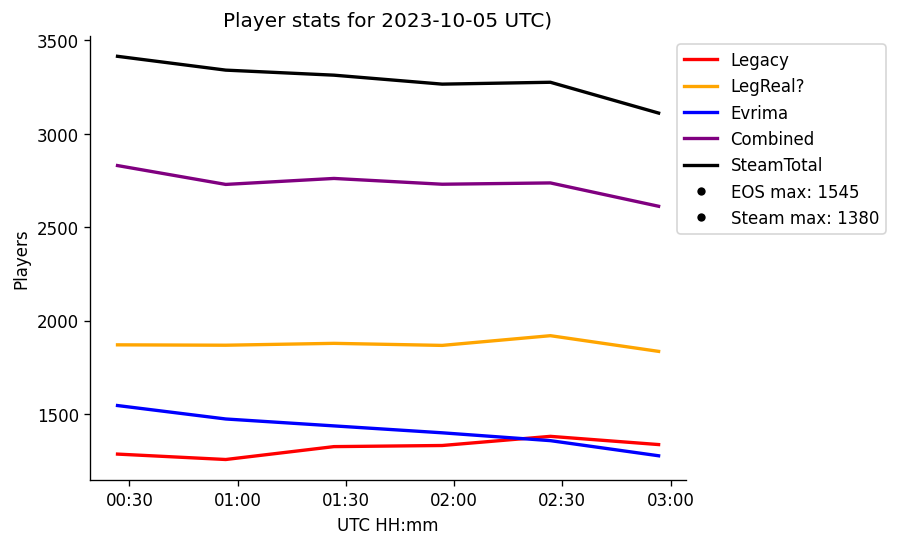 Player stats for 2023-10-05 UTC)
3500
3000
2500
2000
1500
Players
00:30 01:00 01:30 02:00 02:30 03:00
UTC HH:mm
Legacy
LegReal?
Evrima
Combined
SteamTotal
EOS max: 1545
Steam max: 1380